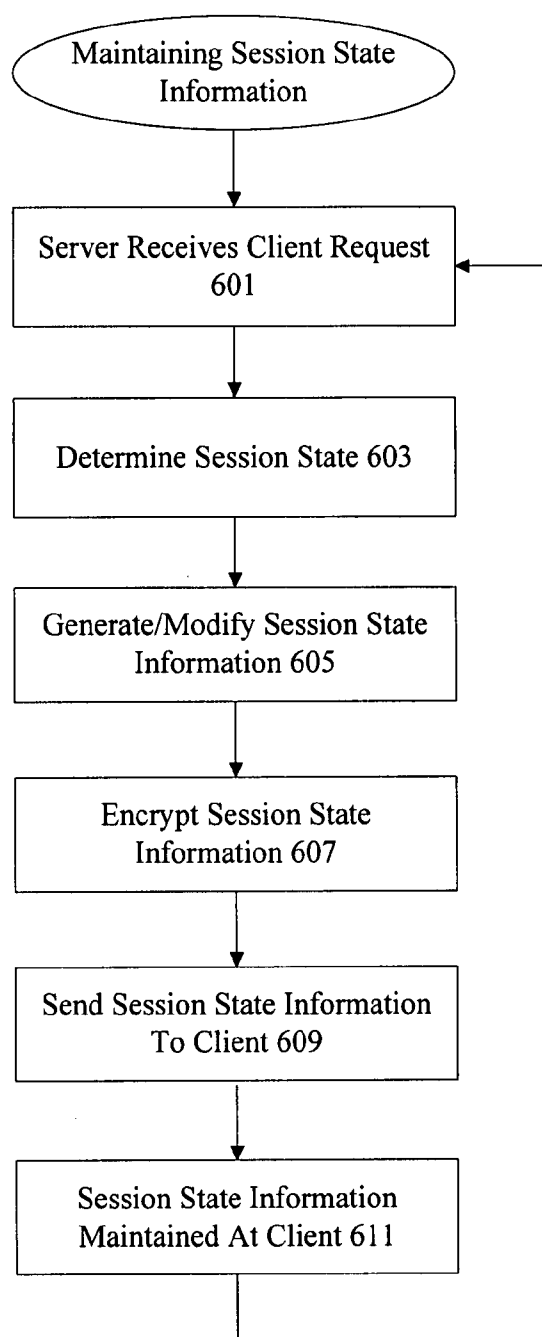 Maintaining Session State
Information
Server Receives Client Request
601
Determine Session State 603
Generate/Modify Session State
Information 605
Encrypt Session State
Information 607
Send Session State Information
To Client 609
Session State Information
Maintained At Client 611